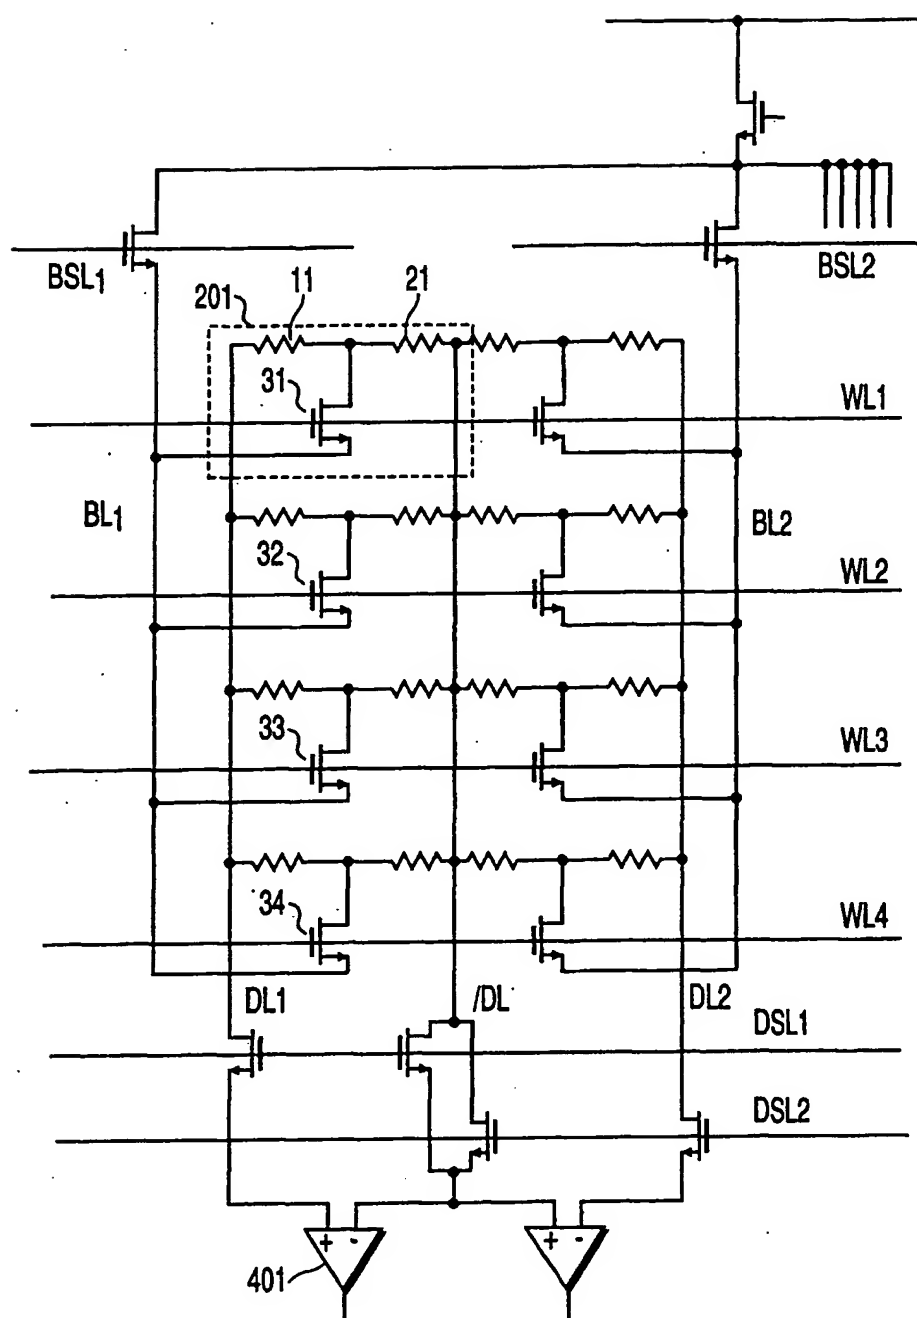 BSL1
BSL2
201
11
21
31
WL1
BL1
BL2
32
WL2
33
WL3
34
WL4
DL1
/DL
DL2
DSL1
DSL2
+ -
+ -
401